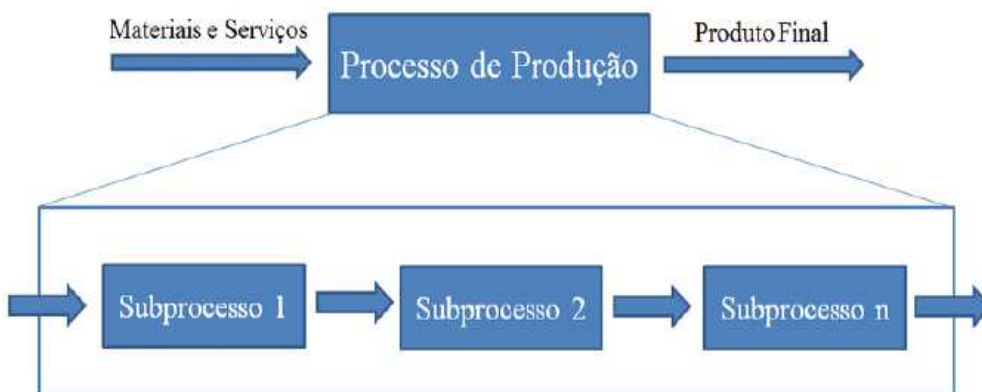 Materiais e Serviços
Processo de Produção
Produto Final
Subprocesso 1
Subprocesso 2
Subprocesso n